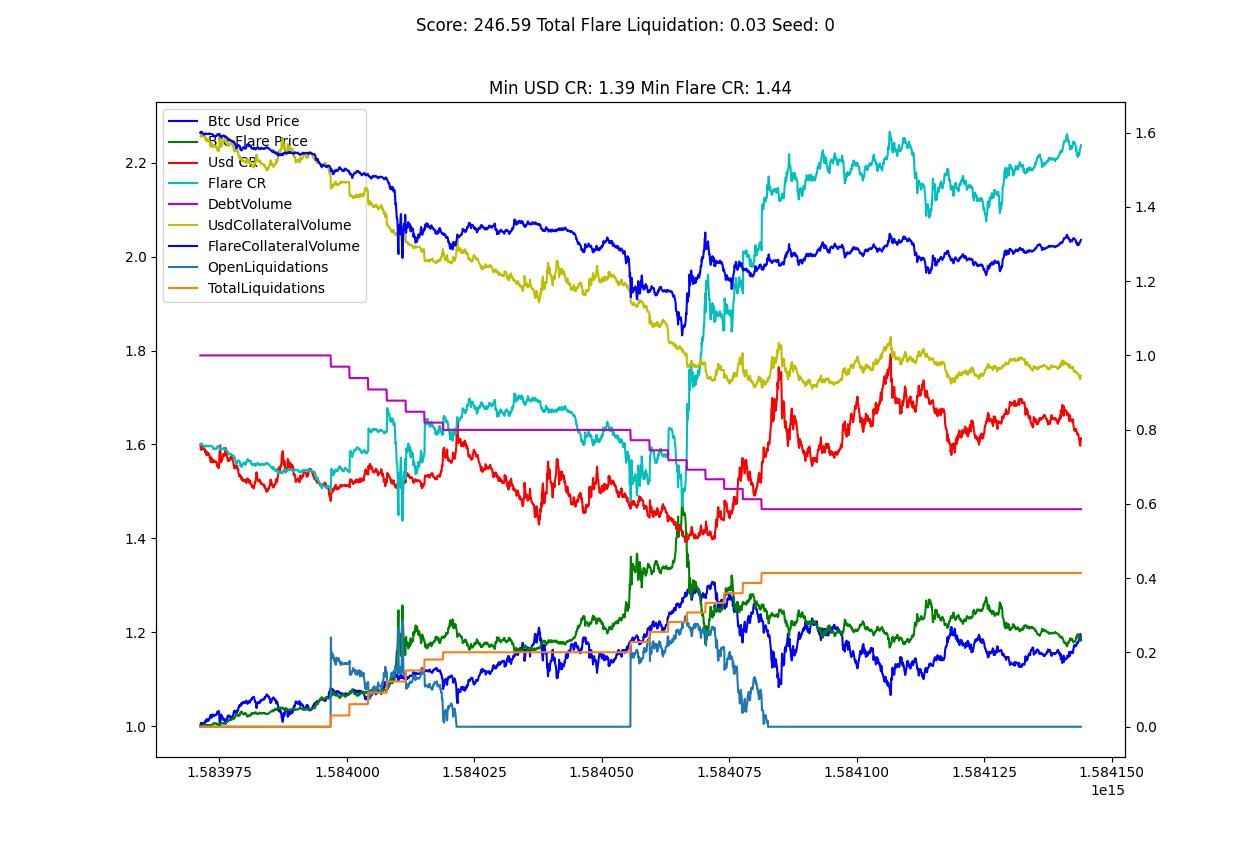 Score: 246.59 Total Flare Liquidation: 0.03 Seed: 0
Min USD CR: 1.39 Min Flare CR: 1.44
Btc Usd Price
Btc Flare Price
Usd CR
Flare CR
DebtVolume
UsdCollateralVolume
FlareCollateralVolume
OpenLiquidations
TotalLiquidations
2.2
2.0
1.8
1.6
1.4
1.2
1.0
1.6
1.4
1.2
1.0
0.8
0.6
0.4
0.2
0.0
1.583975
1.584000
1.584025
1.584050
1.584075
1.584100
1.584125
1.584150
1e15